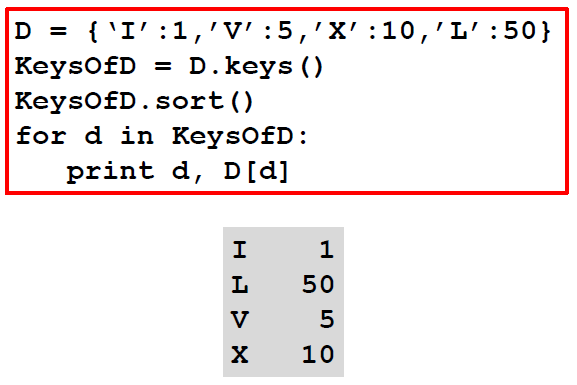 D = {‘I’:1,’V’:5,’X’:10,’L’:50}
KeysOfD = D.keys()
KeysOfD.sort()
for d in KeysOfD:
   print d, D[d]
I    1
L   50
V    5
X   10